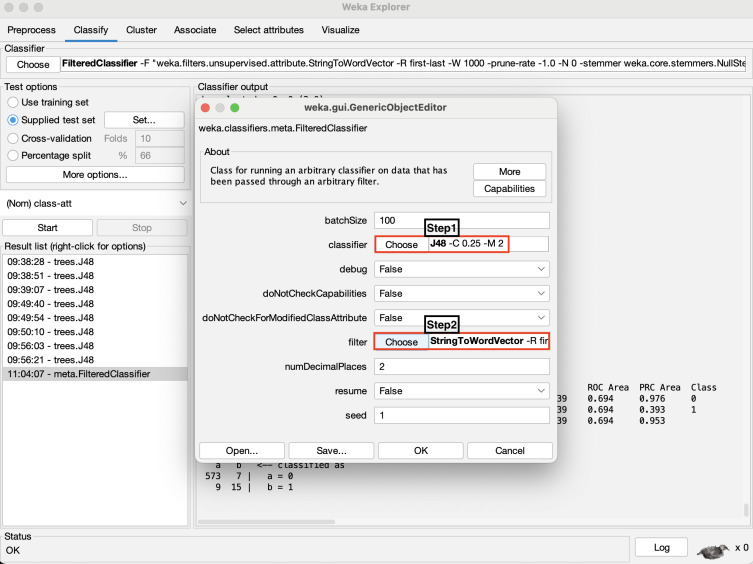 Weka Explorer
Preprocess Classify Cluster Associate Select attributes Visualize
Classifier
Choose FilteredClassifier -F "weka.filters.unsupervised.attribute.StringToWordVector -R first-last -W 1000 -prune-rate -1.0 -N 0 -stemmer weka.core.stemmers.NullSte
Test options
Use training set
Supplied test set Set...
Cross-validation Folds 10
Percentage split % 66
More options...
(Nom) class-att
Start Stop
Result list (right-click for options)
09:38:28 - trees.J48
09:38:51 - trees.J48
09:39:07 - trees.J48
09:49:40 - trees.J48
09:49:54 - trees.J48
09:50:10 - trees.J48
09:56:03 - trees.J48
09:56:21 - trees.J48
11:04:07 - meta.FilteredClassifier
Classifier output
weka.gui.GenericObjectEditor
weka.classifiers.meta.FilteredClassifier
About
Class for running an arbitrary classifier on data that has
been passed through an arbitrary filter.
More
Capabilities
batchSize 100
Step1
classifier Choose J48 -C 0.25 -M 2
debug False
doNotCheckCapabilities False
doNotCheckForModifiedClassAttribute False
Step2
filter Choose StringToWordVector -R fir
numDecimalPlaces 2
resume False
seed 1
Open... Save... OK Cancel
ROC Area PRC Area Class
39 0.694 0.976 0
39 0.694 0.393 1
39 0.694 0.953
a b <-- classified as
573 7 | a = 0
9 15 | b = 1
Status
OK
Log x 0